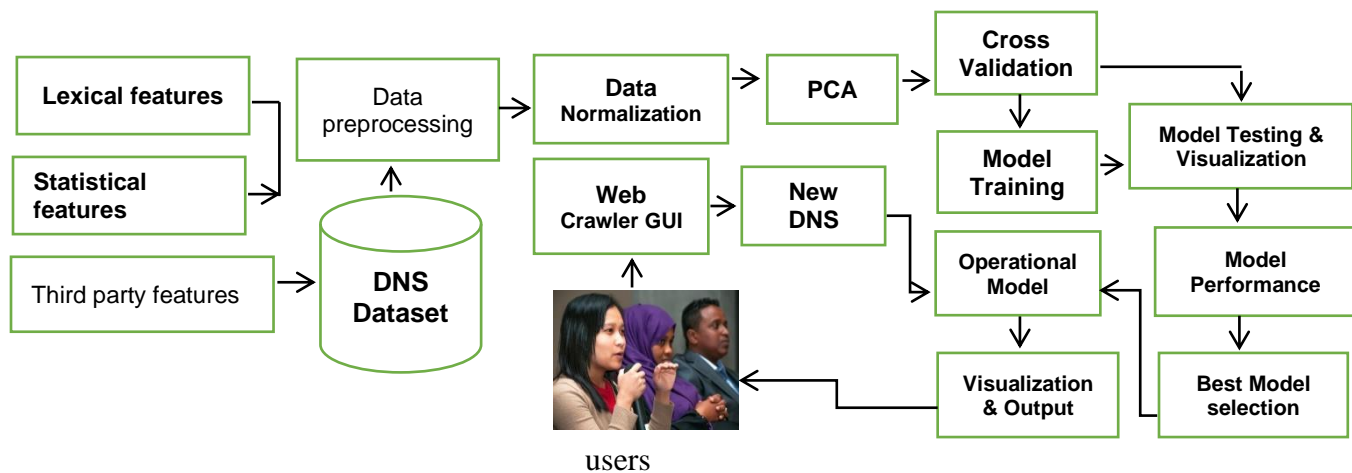 Lexical features
Statistical
features
Third party features
Data
preprocessing
DNS
Dataset
Data
Normalization
PCA
Cross
Validation
Model
Training
Model Testing &
Visualization
Web
Crawler GUI
New
DNS
Operational
Model
Model
Performance
Visualization
& Output
Best Model
selection
users